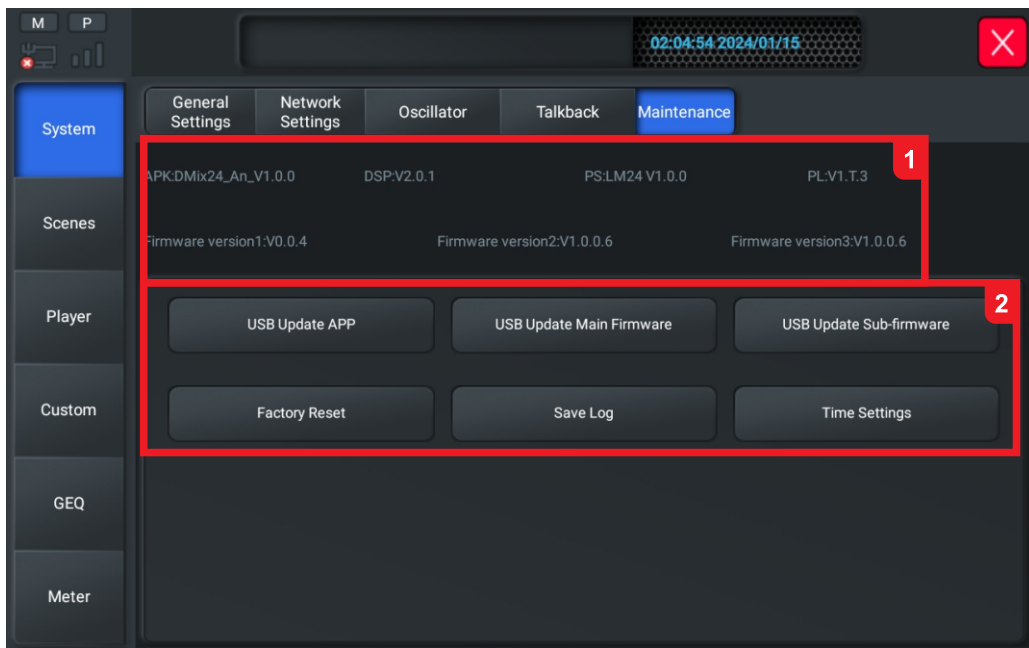 M P
02:04:54 2024/01/15
System
General Settings
Network Settings
Oscillator
Talkback
Maintenance
1
APK:DMix24_An_V1.0.0 DSP:V2.0.1 PS:LM24 V1.0.0 PL:V1.T.3
Scenes
Firmware version1:V0.0.4 Firmware version2:V1.0.0.6 Firmware version3:V1.0.0.6
2
Player
USB Update APP
USB Update Main Firmware
USB Update Sub-firmware
Custom
Factory Reset
Save Log
Time Settings
GEQ
Meter